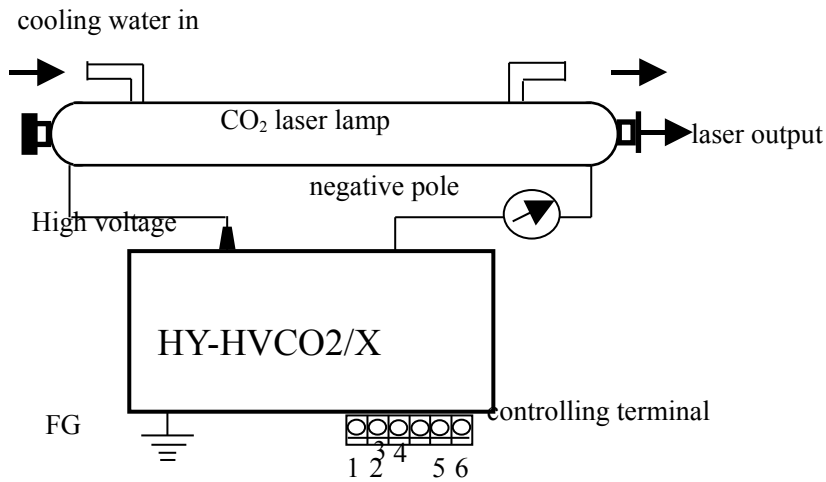 cooling water in
CO₂ laser lamp
laser output
negative pole
High voltage
HY-HVCO2/X
controlling terminal
FG
1 2 3 4 5 6